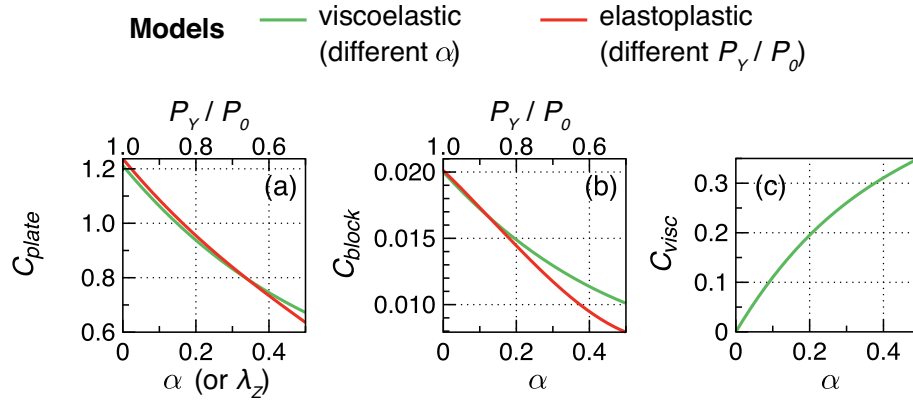 Models
viscoelastic
(different α)
elastoplastic
(different P_Y / P_0)
P_Y / P_0
1.0 0.8 0.6
(a)
C_plate
1.2
1.0
0.8
0.6
0 0.2 0.4
α (or λ_Z)
P_Y / P_0
1.0 0.8 0.6
(b)
C_block
0.020
0.015
0.010
0 0.2 0.4
α
(c)
C_visc
0.3
0.2
0.1
0
0 0.2 0.4
α